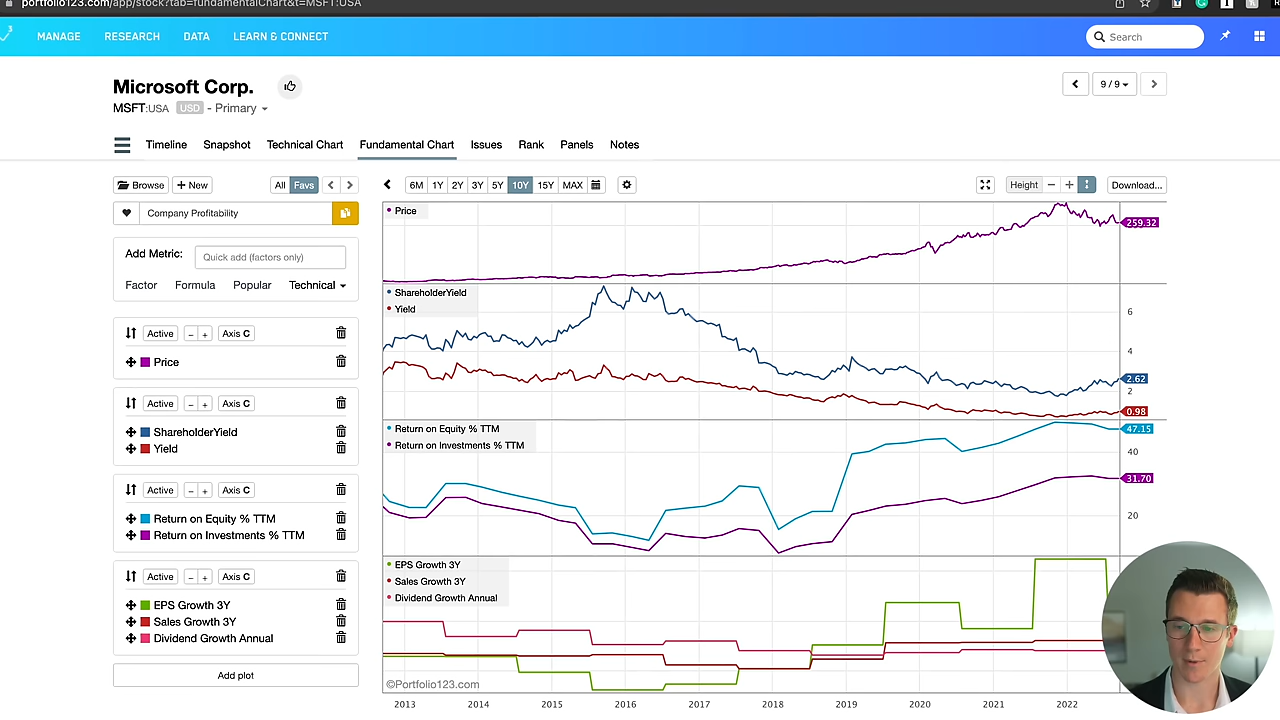 portfolio123.com/app/stock?tab=fundamentalChart&t=MSFT:USA
MANAGE RESEARCH DATA LEARN & CONNECT Search
Microsoft Corp.
MSFT:USA USD - Primary
9 / 9
Timeline Snapshot Technical Chart Fundamental Chart Issues Rank Panels Notes
Browse + New All Favs 6M 1Y 2Y 3Y 5Y 10Y 15Y MAX Height − + Download...
Company Profitability
Add Metric: Quick add (factors only)
Factor Formula Popular Technical
Active − + Axis C
Price
Active − + Axis C
ShareholderYield
Yield
Active − + Axis C
Return on Equity % TTM
Return on Investments % TTM
Active − + Axis C
EPS Growth 3Y
Sales Growth 3Y
Dividend Growth Annual
Add plot
Price
259.32
ShareholderYield
Yield
6
4
2.62
2
0.98
Return on Equity % TTM
47.15
Return on Investments % TTM
40
31.70
20
EPS Growth 3Y
Sales Growth 3Y
Dividend Growth Annual
©Portfolio123.com
2013 2014 2015 2016 2017 2018 2019 2020 2021 2022